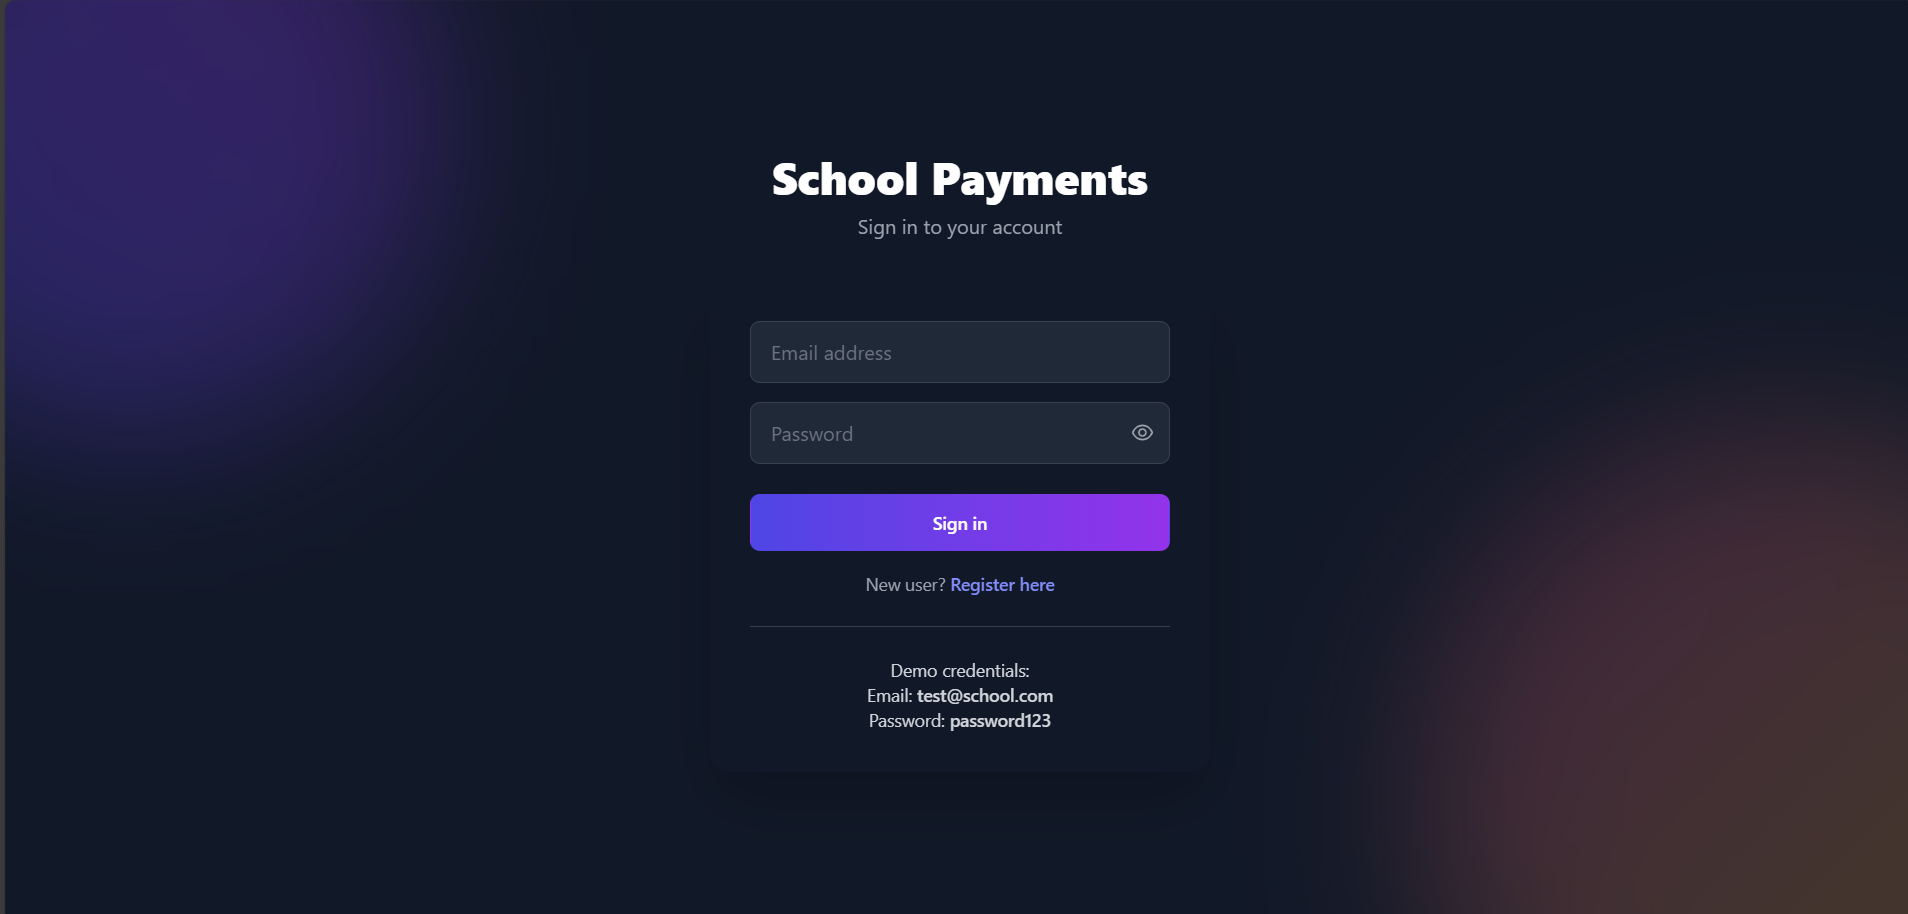 School Payments
Sign in to your account
Email address
Password
Sign in
New user? Register here
Demo credentials:
Email: test@school.com
Password: password123